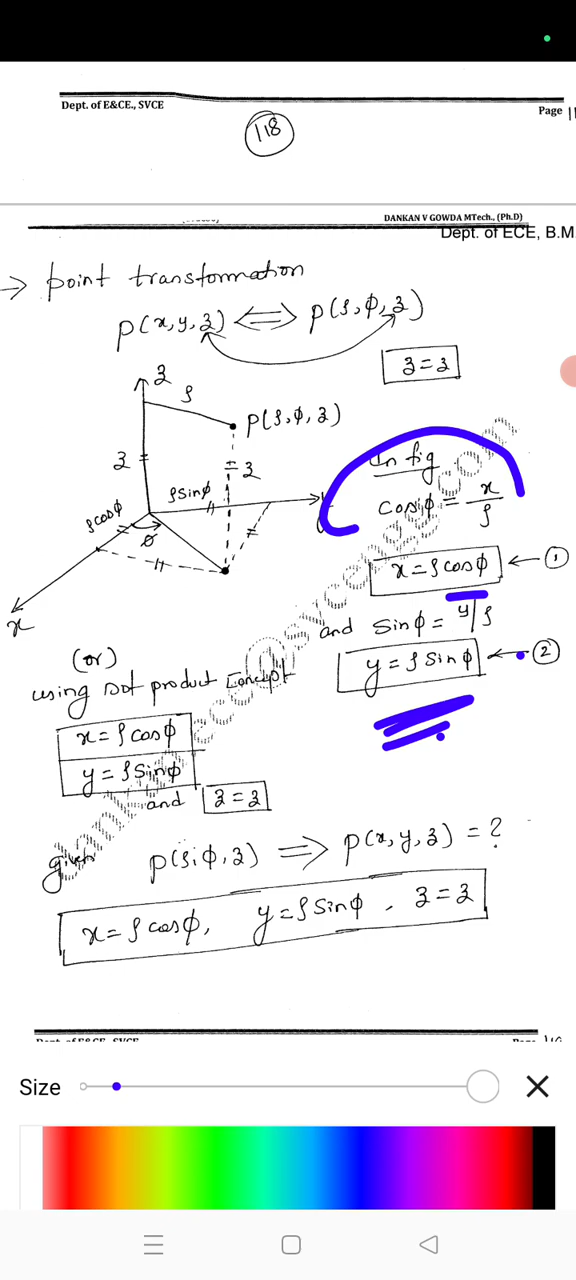 Dept. of E&CE., SVCE
118
Page 11
DANKAN V GOWDA MTech., (Ph.D)
Dept. of ECE, B.M.
⇒ point transformation
P(x, y, z) ⟺ P(ρ, φ, z)
z = z
z
ρ
P(ρ, φ, z)
z
= z
ρ sinφ
ρ cosφ
φ
x
In fig
cosφ = x/ρ
x = ρ cosφ ← ①
and sinφ = y/ρ
y = ρ sinφ ← ②
(or)
using dot product concept
x = ρ cosφ
y = ρ sinφ
and z = z
given P(ρ, φ, z) ⇒ P(x, y, z) = ?
x = ρ cosφ, y = ρ sinφ, z = z
Size